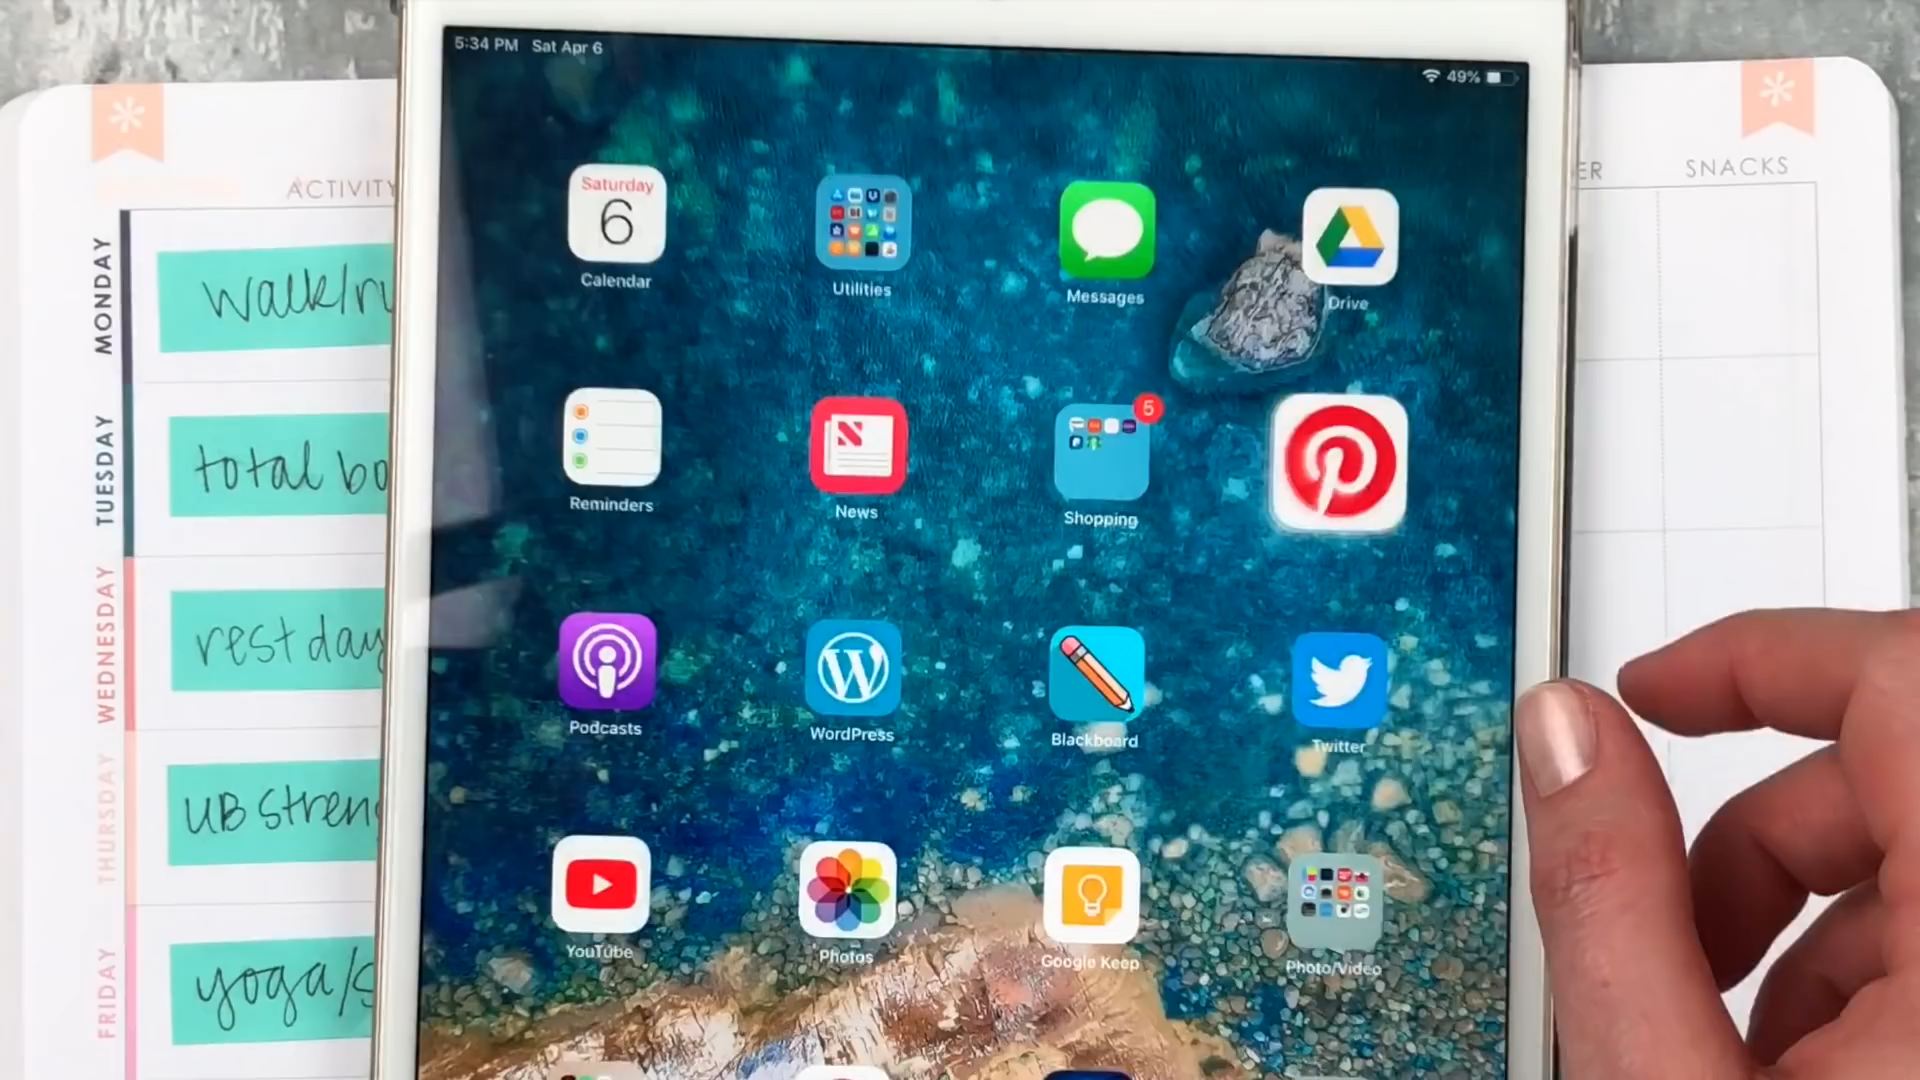 5:34 PM Sat Apr 6
49%
ACTIVITY
SNACKS
Saturday
6
Calendar
Utilities
Messages
Drive
MONDAY
walk/ru
5
Reminders
News
Shopping
TUESDAY
total bo
Podcasts
WordPress
Blackboard
Twitter
WEDNESDAY
rest day
THURSDAY
UB stren
YouTube
Photos
Google Keep
Photo/Video
FRIDAY
yoga/s